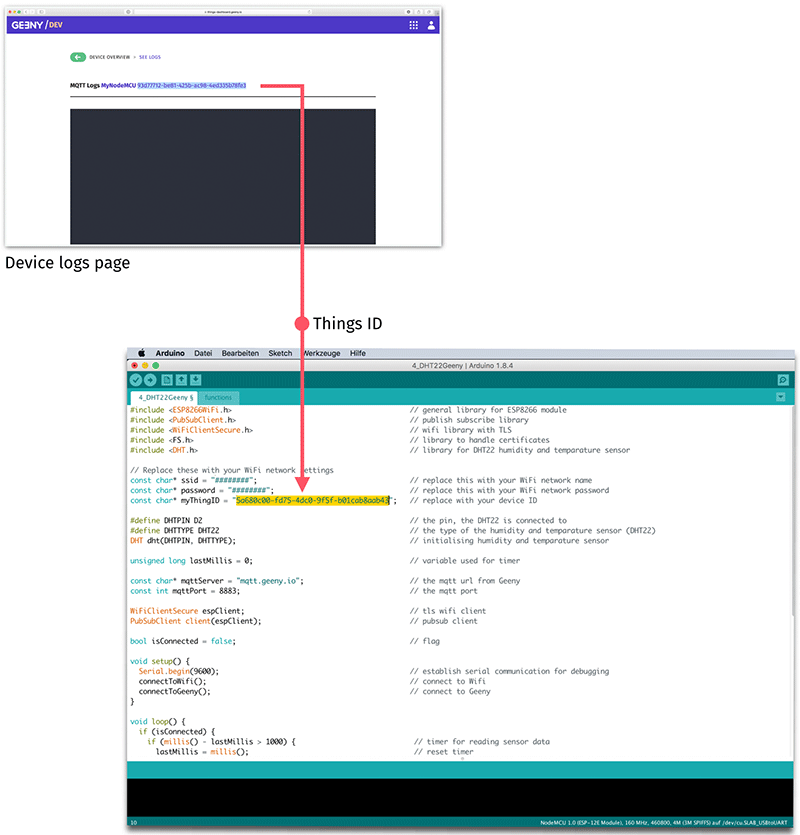 things-dashboard.geeny.io
GEENY/DEV
DEVICE OVERVIEW > SEE LOGS
MQTT Logs MyNodeMCU 93d77712-be81-425b-ac98-4ed335b78fe3
Device logs page
Things ID
Arduino Datei Bearbeiten Sketch Werkzeuge Hilfe
4_DHT22Geeny | Arduino 1.8.4
4_DHT22Geeny § functions
#include <ESP8266WiFi.h> // general library for ESP8266 module
#include <PubSubClient.h> // publish subscribe library
#include <WiFiClientSecure.h> // wifi library with TLS
#include <FS.h> // library to handle certificates
#include <DHT.h> // library for DHT22 humidity and temparature sensor
// Replace these with your WiFi network settings
const char* ssid = "########"; // replace this with your WiFi network name
const char* password = "########"; // replace this with your WiFi network password
const char* myThingID = "5a680c00-fd75-4dc0-9f5f-b01cab8aab43"; // replace with your device ID
#define DHTPIN D2 // the pin, the DHT22 is connected to
#define DHTTYPE DHT22 // the type of the humidity and temparature sensor (DHT22)
DHT dht(DHTPIN, DHTTYPE); // initialising humidity and temparature sensor
unsigned long lastMillis = 0; // variable used for timer
const char* mqttServer = "mqtt.geeny.io"; // the mqtt url from Geeny
const int mqttPort = 8883; // the mqtt port
WiFiClientSecure espClient; // tls wifi client
PubSubClient client(espClient); // pubsub client
bool isConnected = false; // flag
void setup() {
Serial.begin(9600); // establish serial communication for debugging
connectToWifi(); // connect to Wifi
connectToGeeny(); // connect to Geeny
}
void loop() {
if (isConnected) {
if (millis() - lastMillis > 1000) { // timer for reading sensor data
lastMillis = millis(); // reset timer
10 NodeMCU 1.0 (ESP-12E Module), 160 MHz, 460800, 4M (3M SPIFFS) auf /dev/cu.SLAB_USBtoUART